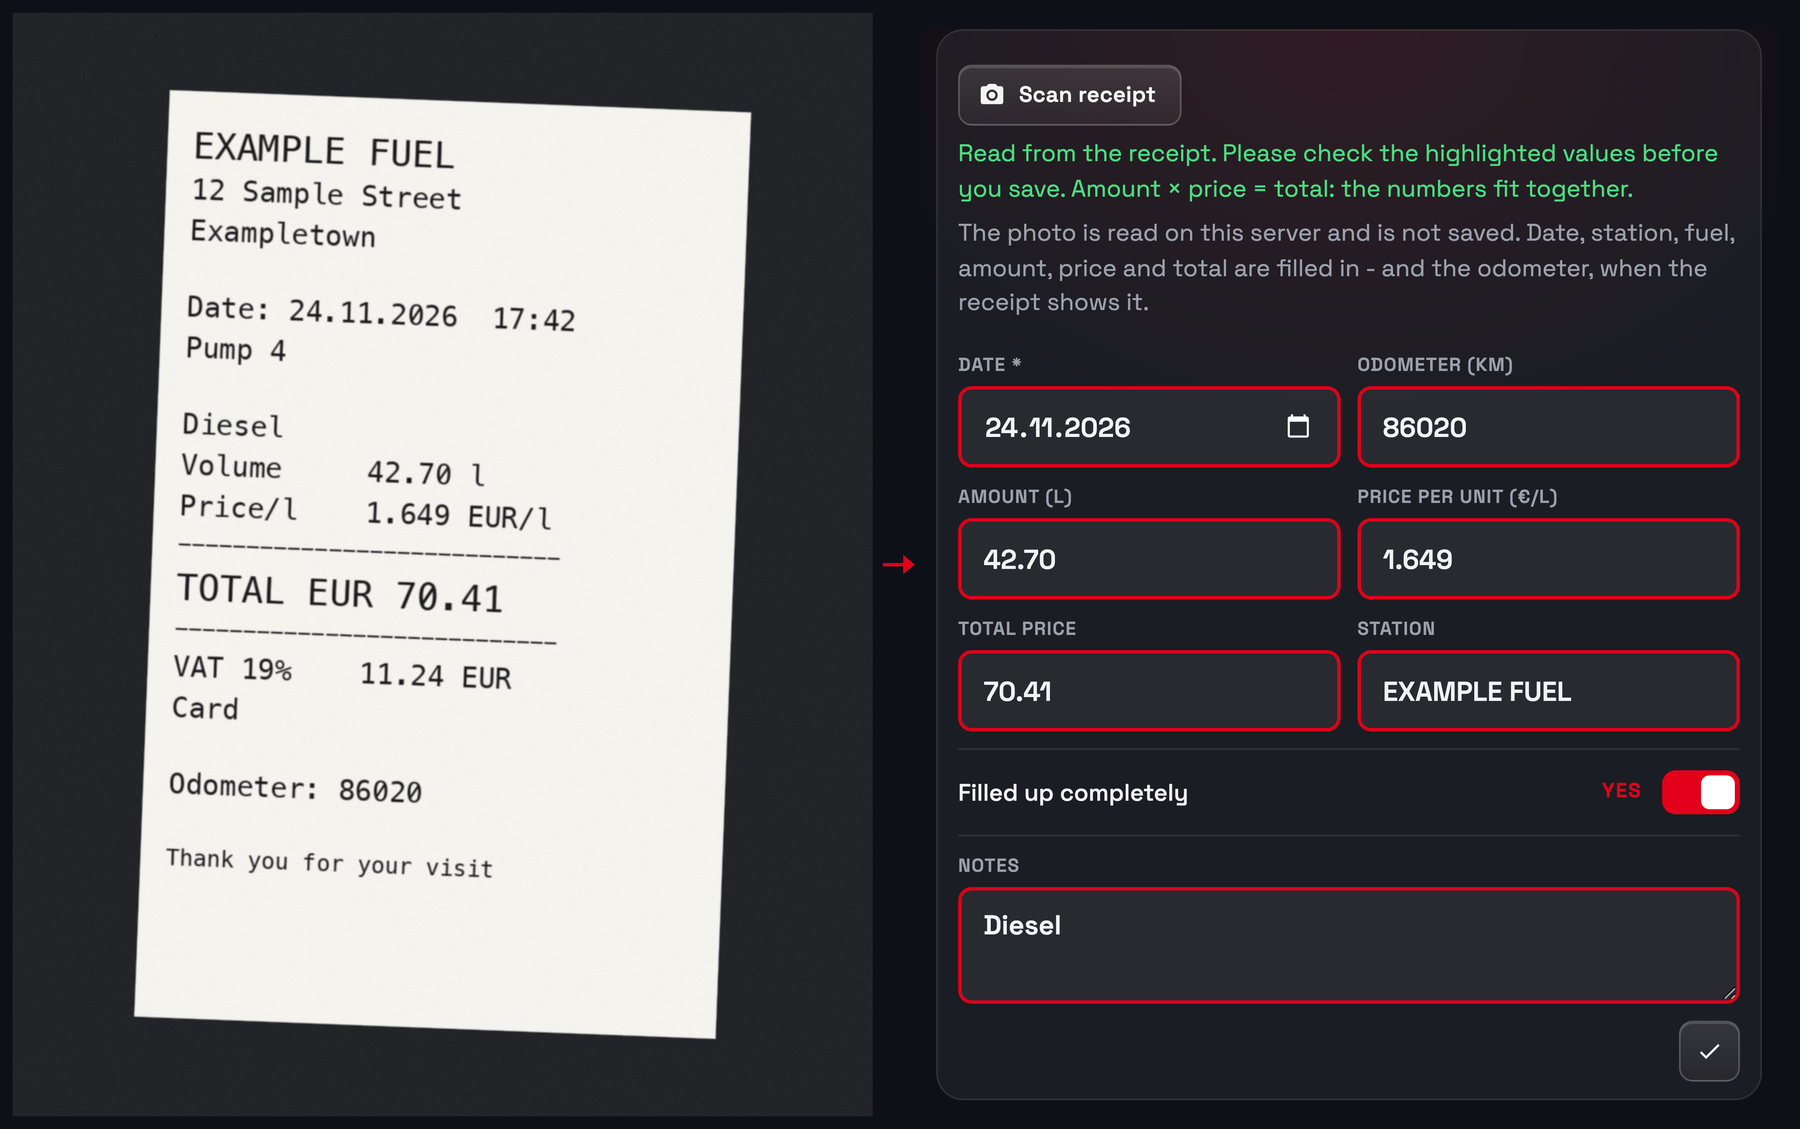 EXAMPLE FUEL
12 Sample Street
Exampletown
Date: 24.11.2026  17:42
Pump 4
Diesel
Volume     42.70 l
Price/l    1.649 EUR/l
TOTAL EUR 70.41
VAT 19%    11.24 EUR
Card
Odometer: 86020
Thank you for your visit
Scan receipt
Read from the receipt. Please check the highlighted values before
you save. Amount × price = total: the numbers fit together.
The photo is read on this server and is not saved. Date, station, fuel,
amount, price and total are filled in - and the odometer, when the
receipt shows it.
DATE * ODOMETER (KM)
24.11.2026 86020
AMOUNT (L) PRICE PER UNIT (€/L)
42.70 1.649
TOTAL PRICE STATION
70.41 EXAMPLE FUEL
Filled up completely YES
NOTES
Diesel